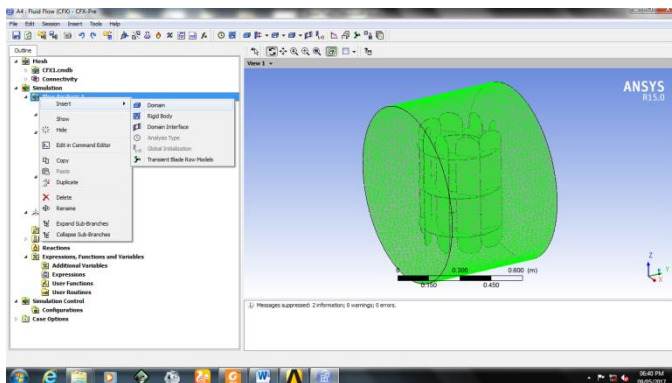 A4 : Fluid Flow (CFX) - CFX-Pre
File Edit Session Insert Tools Help
Outline
Mesh
CFX1.cmdb
Connectivity
Simulation
Insert
Show
Hide
Edit in Command Editor
Copy
Paste
Duplicate
Delete
Rename
Expand Sub-Branches
Collapse Sub-Branches
Domain
Rigid Body
Domain Interface
Analysis Type
Global Initialization
Transient Blade Row Models
Reactions
Expressions, Functions and Variables
Additional Variables
Expressions
User Functions
User Routines
Simulation Control
Configurations
Case Options
View 1
ANSYS
R15.0
0 0.300 0.600 (m)
0.150 0.450
Z
Y
X
Messages suppressed: 2 information; 0 warnings; 0 errors.
06:40 PM